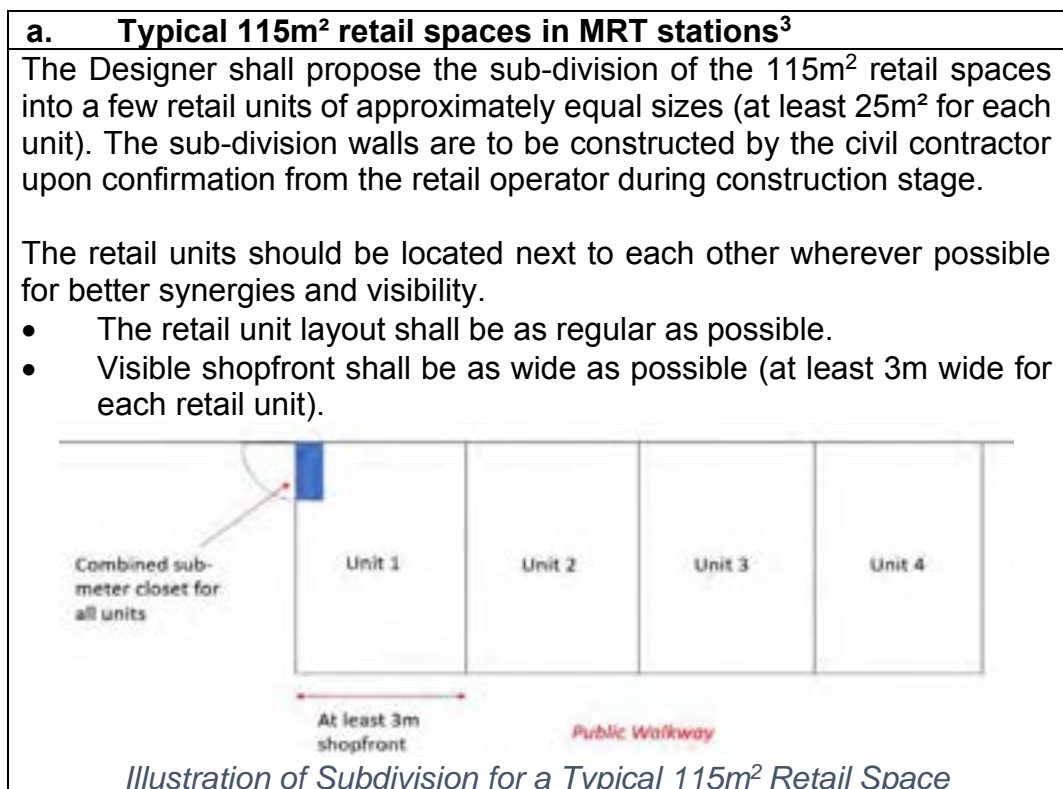 a. Typical 115m² retail spaces in MRT stations³
The Designer shall propose the sub-division of the 115m² retail spaces
into a few retail units of approximately equal sizes (at least 25m² for each
unit). The sub-division walls are to be constructed by the civil contractor
upon confirmation from the retail operator during construction stage.
The retail units should be located next to each other wherever possible
for better synergies and visibility.
• The retail unit layout shall be as regular as possible.
• Visible shopfront shall be as wide as possible (at least 3m wide for
each retail unit).
Unit 1
Unit 2
Unit 3
Unit 4
Combined sub-
meter closet for
all units
At least 3m
shopfront
Public Walkway
Illustration of Subdivision for a Typical 115m² Retail Space